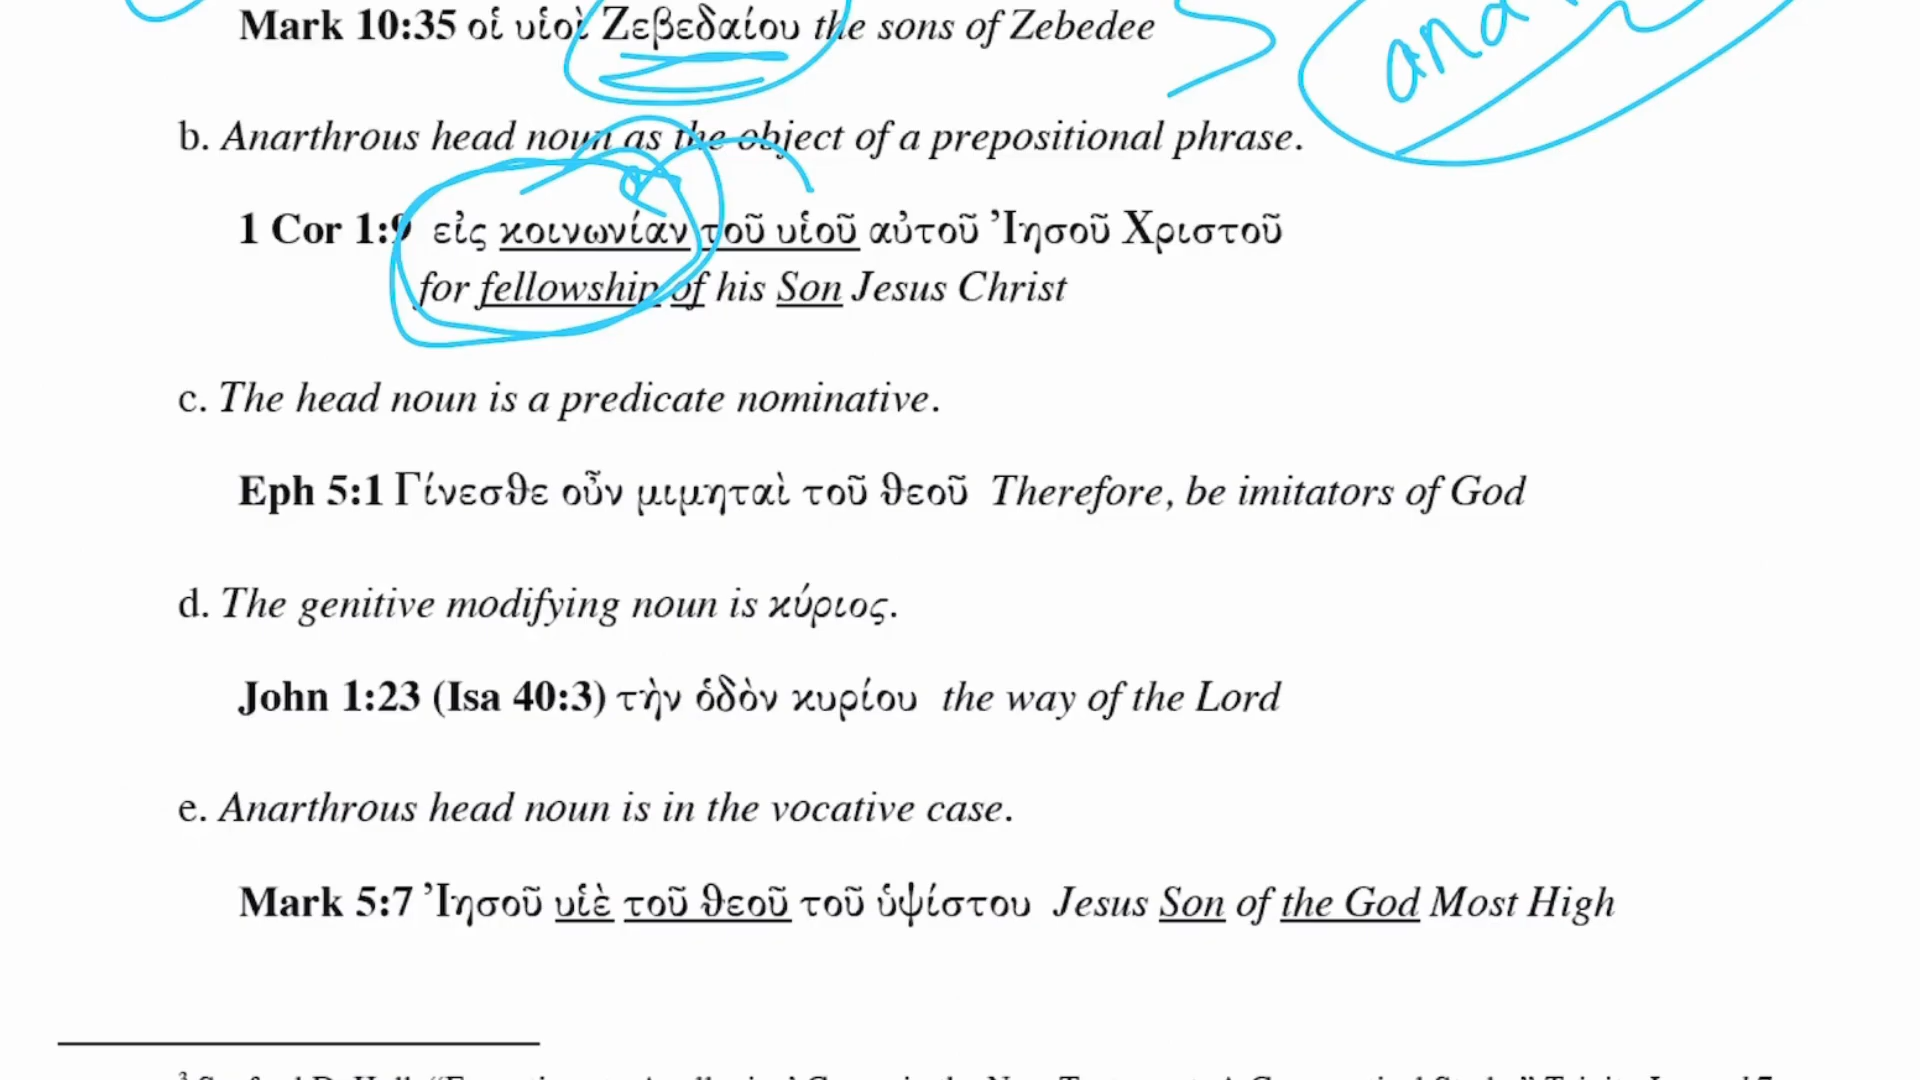 Mark 10:35 οἱ υἱοὶ Ζεβεδαίου the sons of Zebedee
and
b. Anarthrous head noun as the object of a prepositional phrase.
1 Cor 1:9 εἰς κοινωνίαν τοῦ υἱοῦ αὐτοῦ Ἰησοῦ Χριστοῦ
for fellowship of his Son Jesus Christ
c. The head noun is a predicate nominative.
Eph 5:1 Γίνεσθε οὖν μιμηταὶ τοῦ θεοῦ Therefore, be imitators of God
d. The genitive modifying noun is κύριος.
John 1:23 (Isa 40:3) τὴν ὁδὸν κυρίου the way of the Lord
e. Anarthrous head noun is in the vocative case.
Mark 5:7 Ἰησοῦ υἱὲ τοῦ θεοῦ τοῦ ὑψίστου Jesus Son of the God Most High